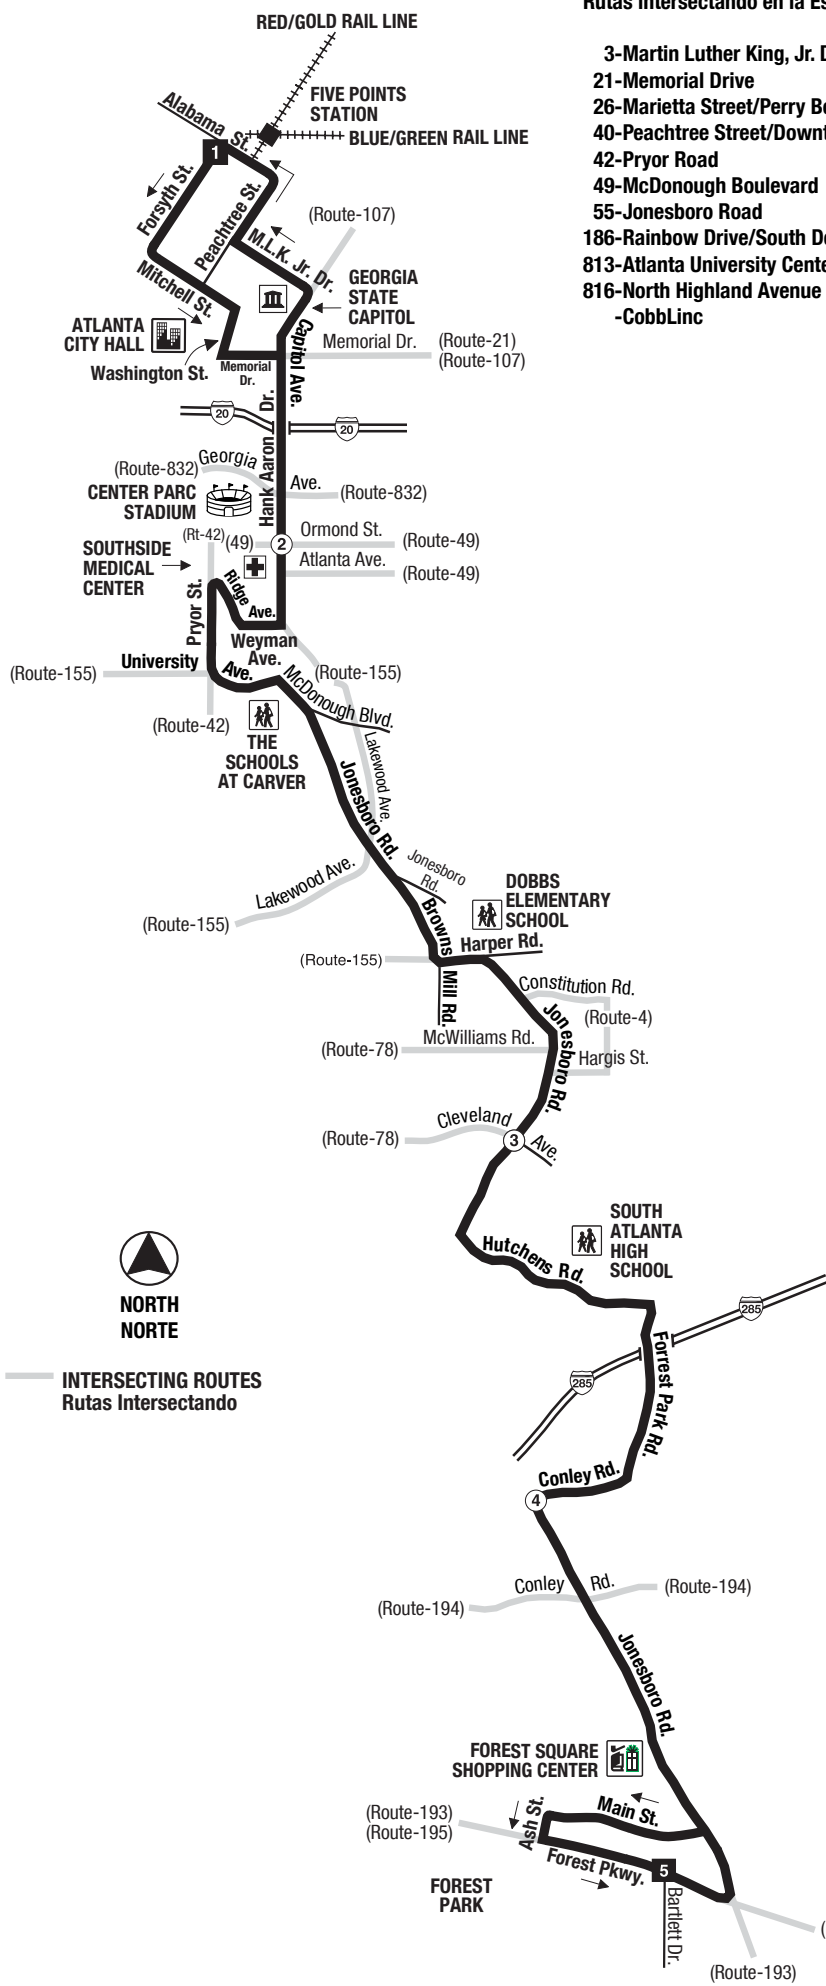 RED/GOLD RAIL LINE
Rutas Intersectando en la
3-Martin Luther King, Jr.
21-Memorial Drive
26-Marietta Street/Perry
40-Peachtree Street/
42-Pryor Road
49-McDonough Boulevard
55-Jonesboro Road
186-Rainbow Drive/South
813-Atlanta University
816-North Highland Avenue
-CobbLinc
FIVE POINTS
STATION
BLUE/GREEN RAIL LINE
Alabama St.
1
Forsyth St.
Peachtree St.
(Route-107)
M.L.K. Jr. Dr.
Mitchell St.
GEORGIA
STATE
CAPITOL
ATLANTA
CITY HALL
Washington St.
Memorial
Dr.
Capitol Ave.
Memorial Dr.
(Route-21)
(Route-107)
20
20
Hank Aaron Dr.
(Route-832)
Georgia
Ave.
(Route-832)
CENTER PARC
STADIUM
(Rt-42)
(49)
2
Ormond St.
(Route-49)
SOUTHSIDE
MEDICAL
CENTER
Atlanta Ave.
(Route-49)
Pryor St.
Ridge
Ave.
Weyman
Ave.
(Route-155)
University
Ave.
(Route-155)
McDonough Blvd.
(Route-42)
THE
SCHOOLS
AT CARVER
Lakewood Ave.
Jonesboro Rd.
Lakewood Ave.
(Route-155)
Jonesboro
Rd.
DOBBS
ELEMENTARY
SCHOOL
Browns
Mill Rd.
Harper Rd.
(Route-155)
Constitution Rd.
(Route-4)
Jonesboro Rd.
McWilliams Rd.
(Route-78)
Hargis St.
Cleveland
Ave.
(Route-78)
3
SOUTH
ATLANTA
HIGH
SCHOOL
Hutchens Rd.
NORTH
NORTE
285
285
Forrest Park Rd.
INTERSECTING ROUTES
Rutas Intersectando
Conley Rd.
4
Conley
Rd.
(Route-194)
(Route-194)
Jonesboro Rd.
FOREST SQUARE
SHOPPING CENTER
Main St.
(Route-193)
(Route-195)
Ash St.
Forest Pkwy.
5
FOREST
PARK
Bartlett Dr.
(Route-193)